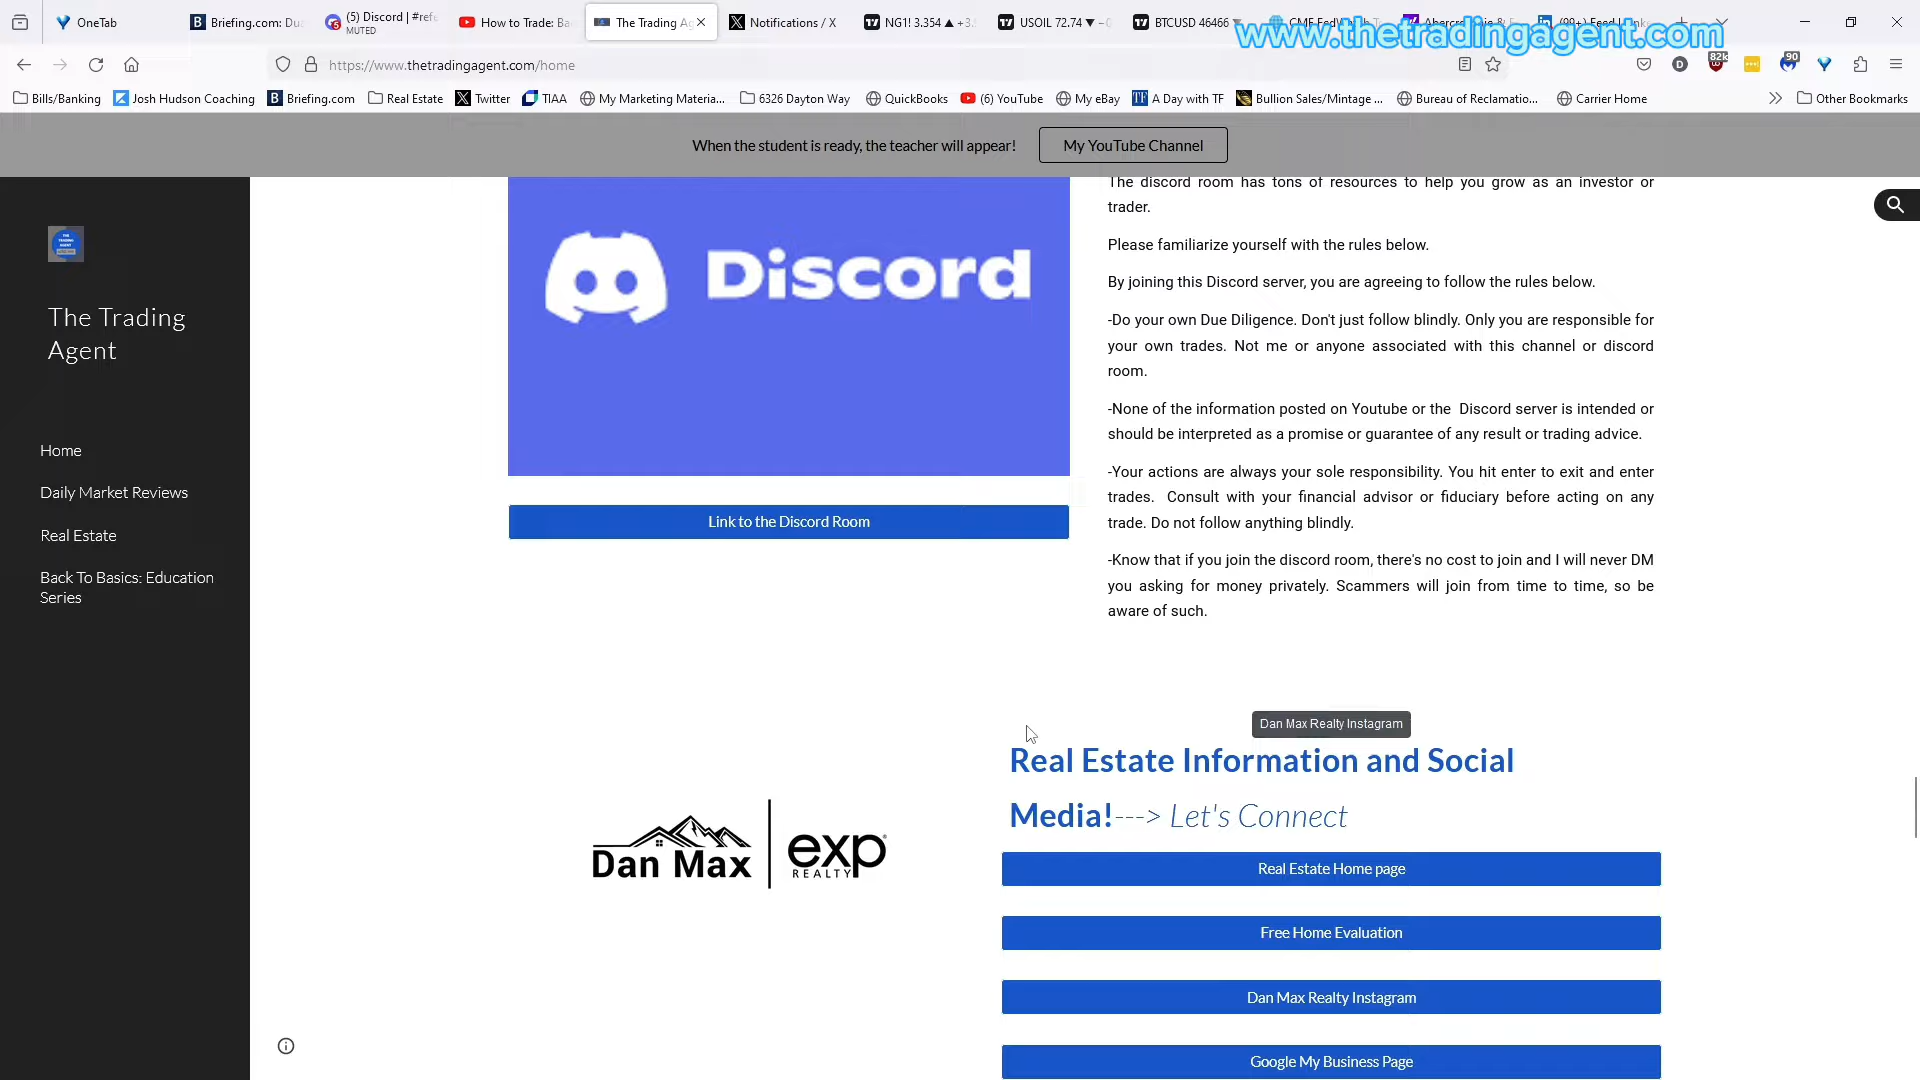 OneTab
Briefing.com: Du
(5) Discord | #refe
MUTED
How to Trade: Ba
The Trading Ag
Notifications / X
NG1! 3.354 ▲ +3.
USOIL 72.74 ▼ −0
BTCUSD 46466 ▼
www.thetradingagent.com
https://www.thetradingagent.com/home
82k
90
Bills/Banking
Josh Hudson Coaching
Briefing.com
Real Estate
Twitter
TIAA
My Marketing Materia...
6326 Dayton Way
QuickBooks
(6) YouTube
My eBay
A Day with TF
Bullion Sales/Mintage ...
Bureau of Reclamatio...
Carrier Home
Other Bookmarks
When the student is ready, the teacher will appear!
My YouTube Channel
The Trading
Agent
Home
Daily Market Reviews
Real Estate
Back To Basics: Education
Series
Discord
Link to the Discord Room
The discord room has tons of resources to help you grow as an investor or
trader.
Please familiarize yourself with the rules below.
By joining this Discord server, you are agreeing to follow the rules below.
-Do your own Due Diligence. Don't just follow blindly. Only you are responsible for
your own trades. Not me or anyone associated with this channel or discord
room.
-None of the information posted on Youtube or the Discord server is intended or
should be interpreted as a promise or guarantee of any result or trading advice.
-Your actions are always your sole responsibility. You hit enter to exit and enter
trades. Consult with your financial advisor or fiduciary before acting on any
trade. Do not follow anything blindly.
-Know that if you join the discord room, there's no cost to join and I will never DM
you asking for money privately. Scammers will join from time to time, so be
aware of such.
Dan Max Realty Instagram
Real Estate Information and Social
Media!---> Let's Connect
Dan Max
exp
REALTY
Real Estate Home page
Free Home Evaluation
Dan Max Realty Instagram
Google My Business Page